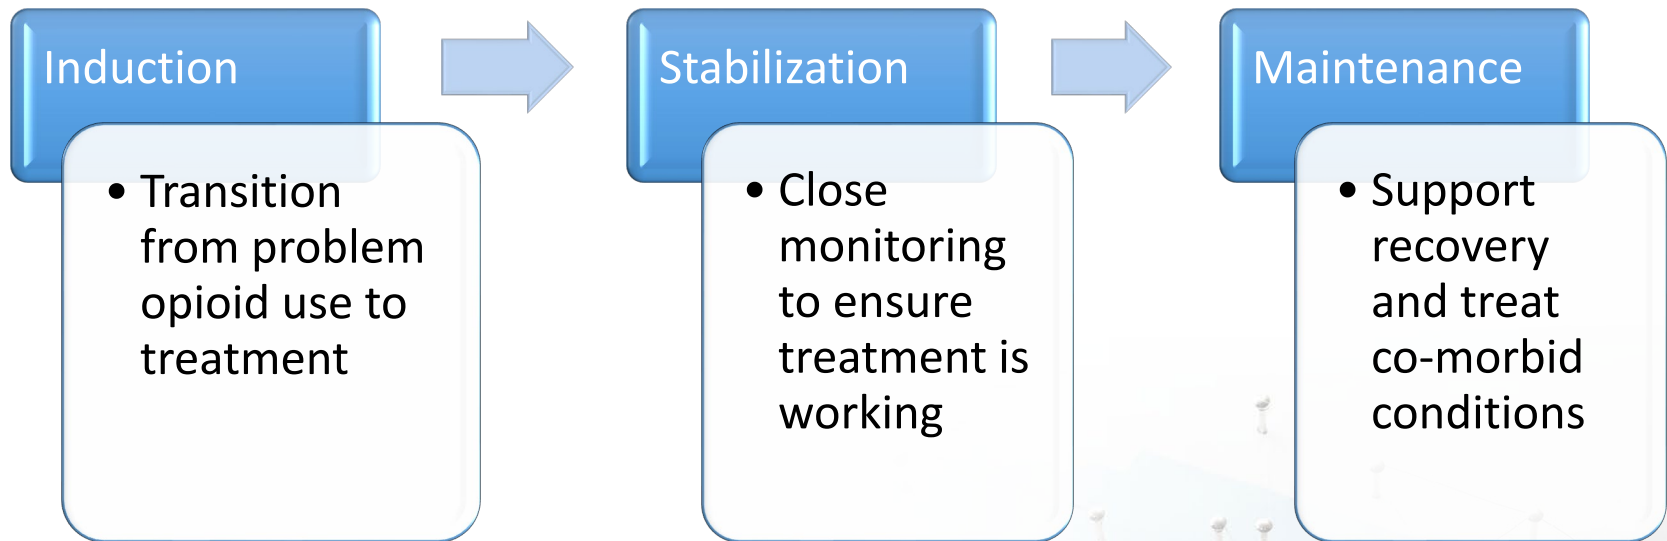 Induction
• Transition
from problem
opioid use to
treatment
Stabilization
• Close
monitoring
to ensure
treatment is
working
Maintenance
• Support
recovery
and treat
co-morbid
conditions